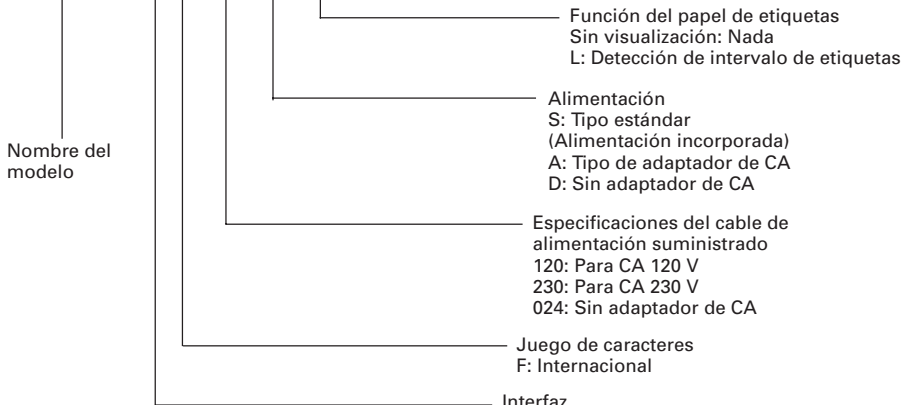 Función del papel de etiquetas
Sin visualización: Nada
L: Detección de intervalo de etiquetas
Alimentación
S: Tipo estándar
(Alimentación incorporada)
A: Tipo de adaptador de CA
D: Sin adaptador de CA
Nombre del
modelo
Especificaciones del cable de
alimentación suministrado
120: Para CA 120 V
230: Para CA 230 V
024: Sin adaptador de CA
Juego de caracteres
F: Internacional
Interfaz